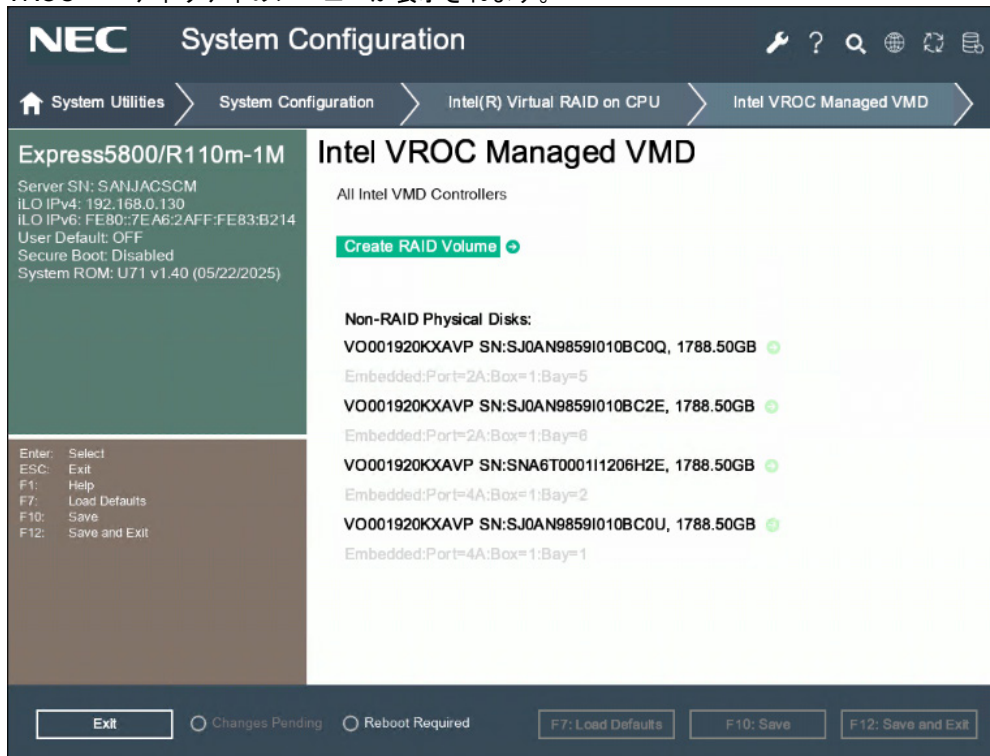 NEC System Configuration
System Utilities System Configuration Intel(R) Virtual RAID on CPU Intel VROC Managed VMD
Express5800/R110m-1M
Server SN: SANJACSCM
iLO IPv4: 192.168.0.130
iLO IPv6: FE80::7EA6:2AFF:FE83:B214
User Default: OFF
Secure Boot: Disabled
System ROM: U71 v1.40 (05/22/2025)
Enter: Select
ESC: Exit
F1: Help
F7: Load Defaults
F10: Save
F12: Save and Exit
Intel VROC Managed VMD
All Intel VMD Controllers
Create RAID Volume
Non-RAID Physical Disks:
VO001920KXAVP SN:SJ0AN9859I010BC0Q, 1788.50GB
Embedded:Port=2A:Box=1:Bay=5
VO001920KXAVP SN:SJ0AN9859I010BC2E, 1788.50GB
Embedded:Port=2A:Box=1:Bay=6
VO001920KXAVP SN:SNA6T0001I1206H2E, 1788.50GB
Embedded:Port=4A:Box=1:Bay=2
VO001920KXAVP SN:SJ0AN9859I010BC0U, 1788.50GB
Embedded:Port=4A:Box=1:Bay=1
Exit Changes Pending Reboot Required F7: Load Defaults F10: Save F12: Save and Exit